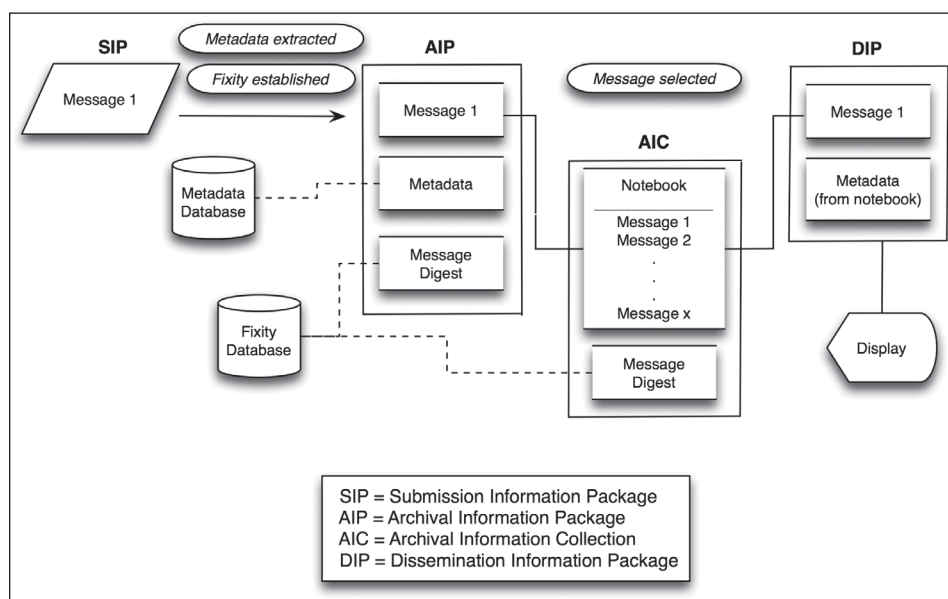 SIP
Message 1
Metadata extracted
Fixity established
AIP
Message 1
Metadata
Message
Digest
Metadata
Database
Fixity
Database
Message selected
AIC
Notebook
Message 1
Message 2
.
.
.
Message x
Message
Digest
DIP
Message 1
Metadata
(from notebook)
Display
SIP = Submission Information Package
AIP = Archival Information Package
AIC = Archival Information Collection
DIP = Dissemination Information Package